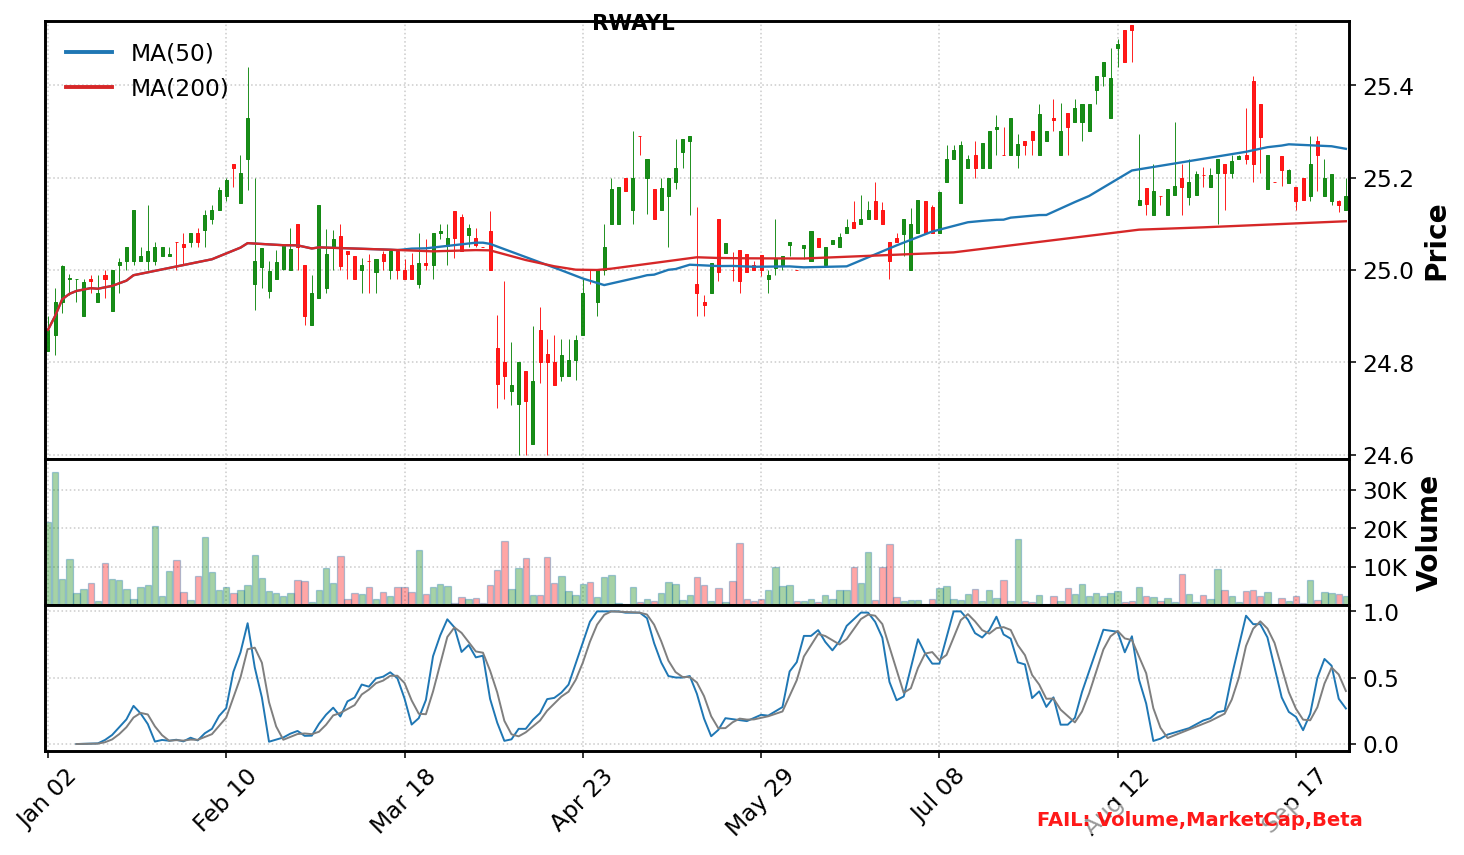 RWAYL
MA(50)
MA(200)
25.4
25.2
25.0
24.8
24.6
Price
30K
20K
10K
Volume
1.0
0.5
0.0
Jan 02
Feb 10
Mar 18
Apr 23
May 29
Jul 08
Aug 12
Sep 17
FAIL: Volume,MarketCap,Beta